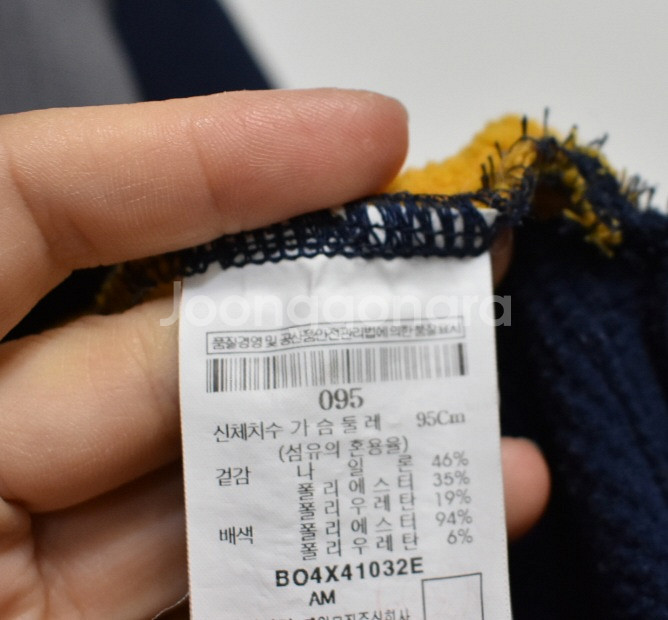 Joonggonara
품질경영 및 공산품안전관리법에 의한 품질표시
095
신체치수 가슴둘레 95Cm
(섬유의 혼용율)
겉감 나 일 론 46%
폴리에스터 35%
폴리우레탄 19%
배색 폴리에스터 94%
폴리우레탄 6%
BO4X41032E
AM